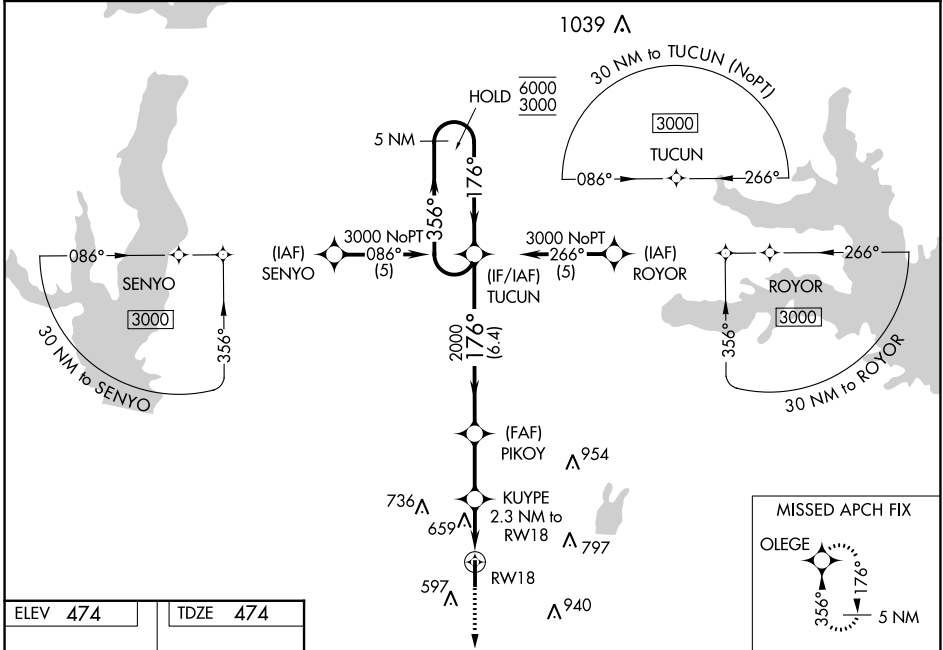 1039
30 NM to TUCUN (NoPT)
3000
TUCUN
086°
266°
HOLD
6000
3000
5 NM
356°
176°
086°
SENYO
3000
356°
30 NM to SENYO
(IAF)
SENYO
3000 NoPT
086°
(5)
(IF/IAF)
TUCUN
3000 NoPT
266°
(5)
(IAF)
ROYOR
266°
ROYOR
3000
356°
30 NM to ROYOR
2000
176°
(6.4)
(FAF)
PIKOY
954
736
659
KUYPE
2.3 NM to
RW18
797
RW18
597
940
MISSED APCH FIX
OLEGE
356°
176°
5 NM
ELEV 474
TDZE 474